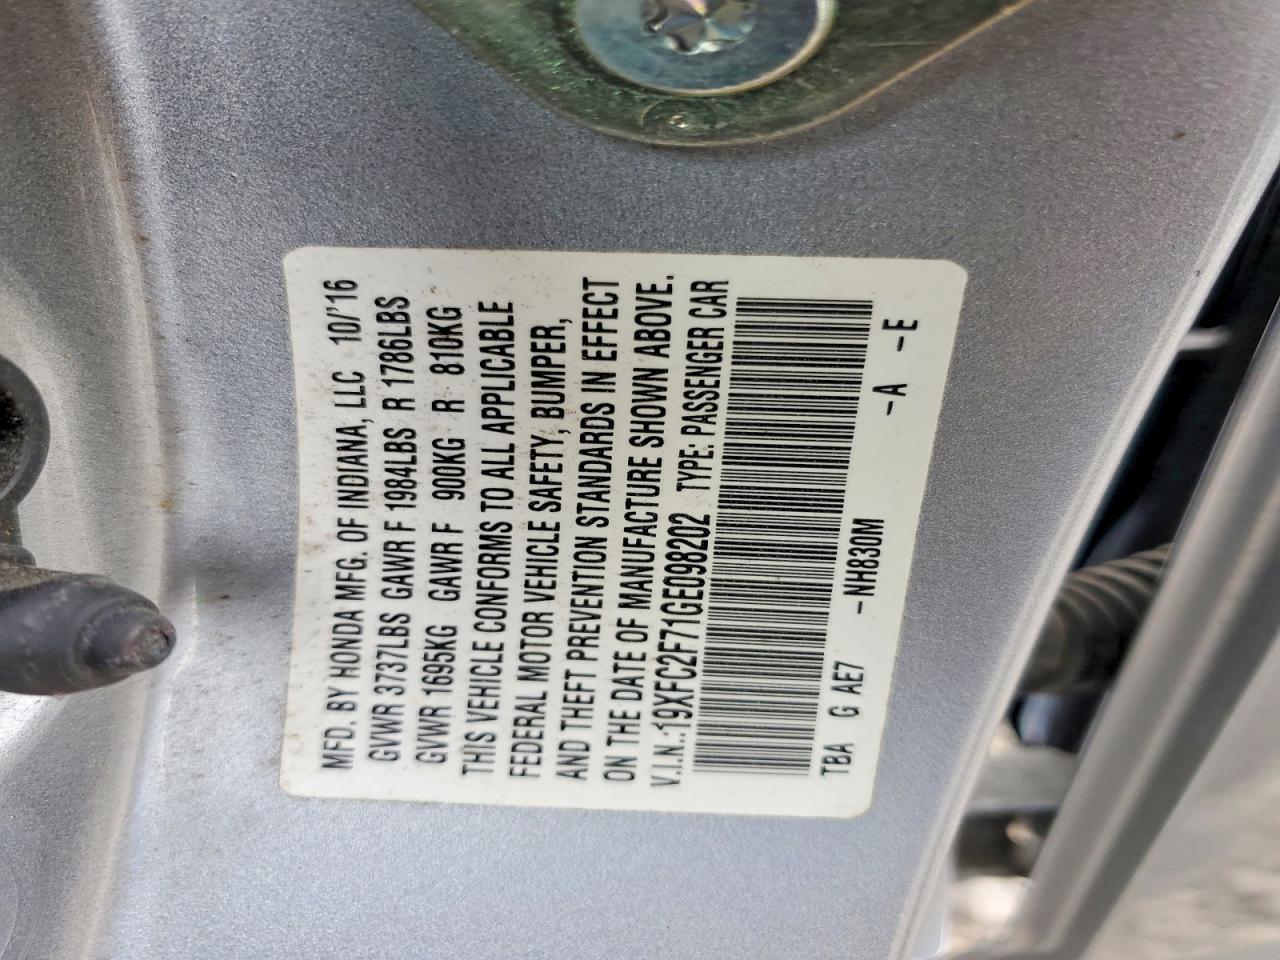 MFD. BY HONDA MFG. OF INDIANA, LLC 10/'16
GVWR 3737LBS GAWR F 1984LBS R 1786LBS
GVWR 1695KG GAWR F 900KG R 810KG
THIS VEHICLE CONFORMS TO ALL APPLICABLE
FEDERAL MOTOR VEHICLE SAFETY, BUMPER,
AND THEFT PREVENTION STANDARDS IN EFFECT
ON THE DATE OF MANUFACTURE SHOWN ABOVE.
V.I.N.:19XFC2F71GE098202 TYPE: PASSENGER CAR
TBA G AE7 -NH830M -A -E